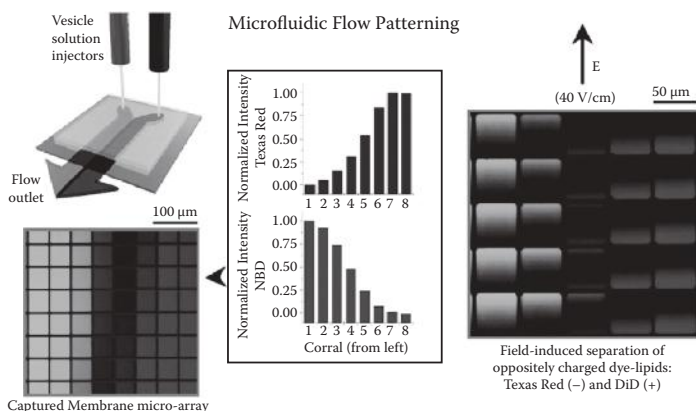 Microfluidic Flow Patterning
Vesicle
solution
injectors
Flow
outlet
100 μm
Captured Membrane micro-array
Normalized Intensity
Texas Red
1.00
0.75
0.50
0.25
0.00
1 2 3 4 5 6 7 8
Normalized Intensity
NBD
1.00
0.75
0.50
0.25
0.00
1 2 3 4 5 6 7 8
Corral (from left)
E
(40 V/cm)
50 μm
Field-induced separation of
oppositely charged dye-lipids:
Texas Red (−) and DiD (+)